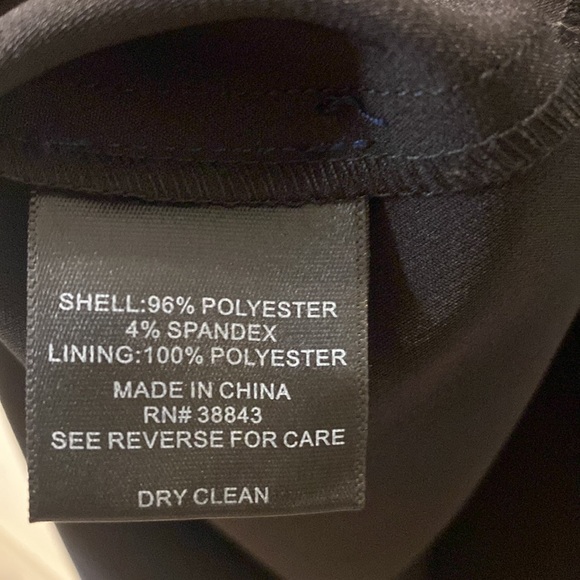 SHELL:96% POLYESTER
4% SPANDEX
LINING:100% POLYESTER
MADE IN CHINA
RN# 38843
SEE REVERSE FOR CARE
DRY CLEAN